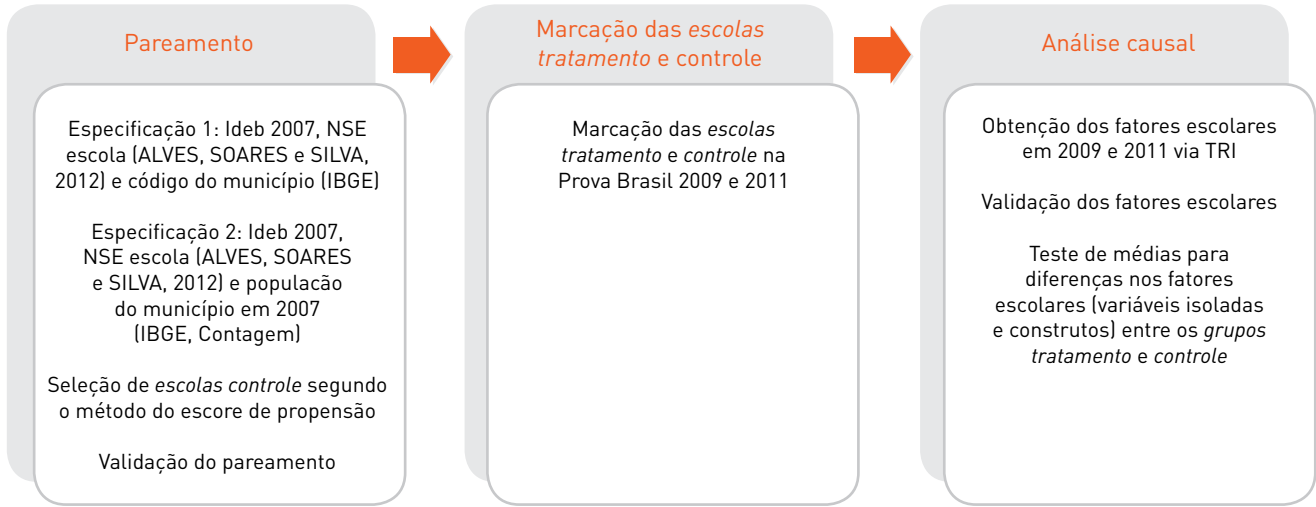 Pareamento
Especificação 1: Ideb 2007, NSE
escola (ALVES, SOARES e SILVA,
2012) e código do município (IBGE)
Especificação 2: Ideb 2007,
NSE escola (ALVES, SOARES
e SILVA, 2012) e populacão
do município em 2007
(IBGE, Contagem)
Seleção de escolas controle segundo
o método do escore de propensão
Validação do pareamento
Marcação das escolas
tratamento e controle
Marcação das escolas
tratamento e controle na
Prova Brasil 2009 e 2011
Análise causal
Obtenção dos fatores escolares
em 2009 e 2011 via TRI
Validação dos fatores escolares
Teste de médias para
diferenças nos fatores
escolares (variáveis isoladas
e construtos) entre os grupos
tratamento e controle